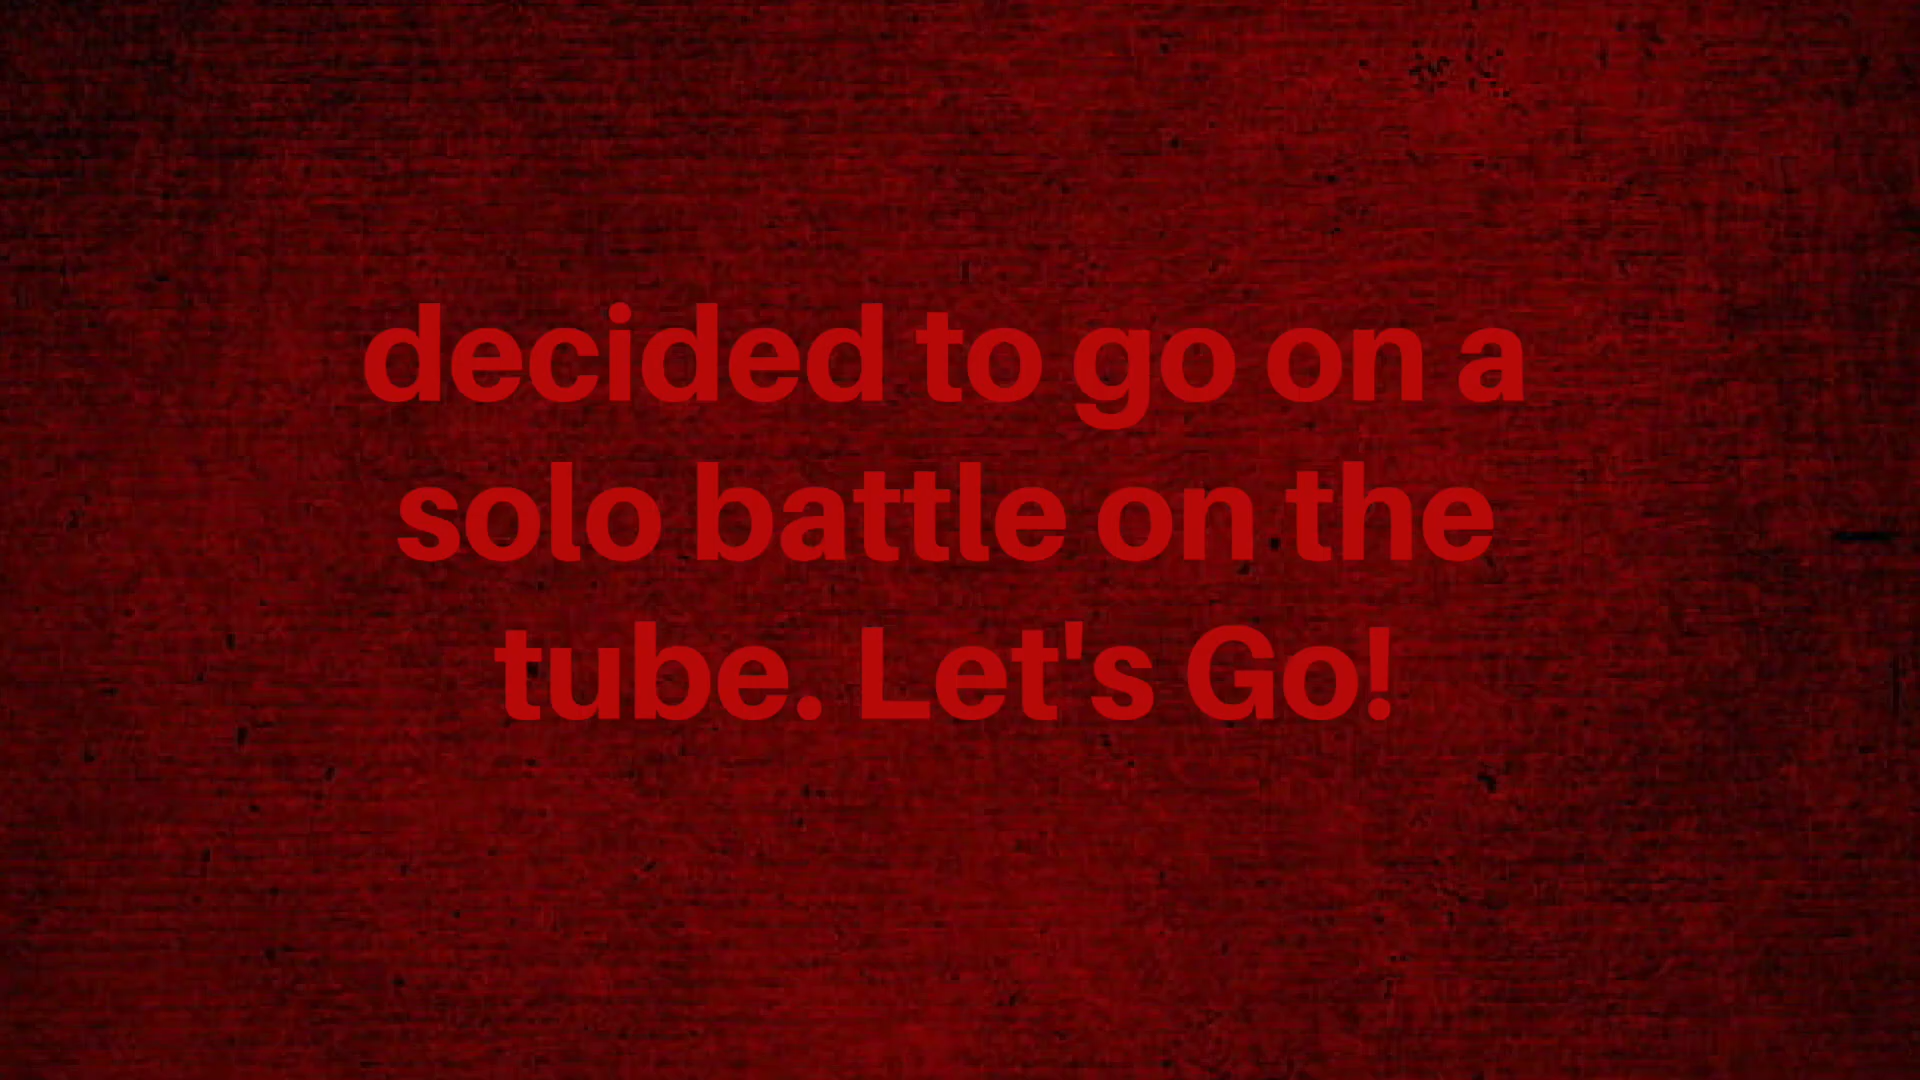 decided to go on a
solo battle on the
tube. Let's Go!